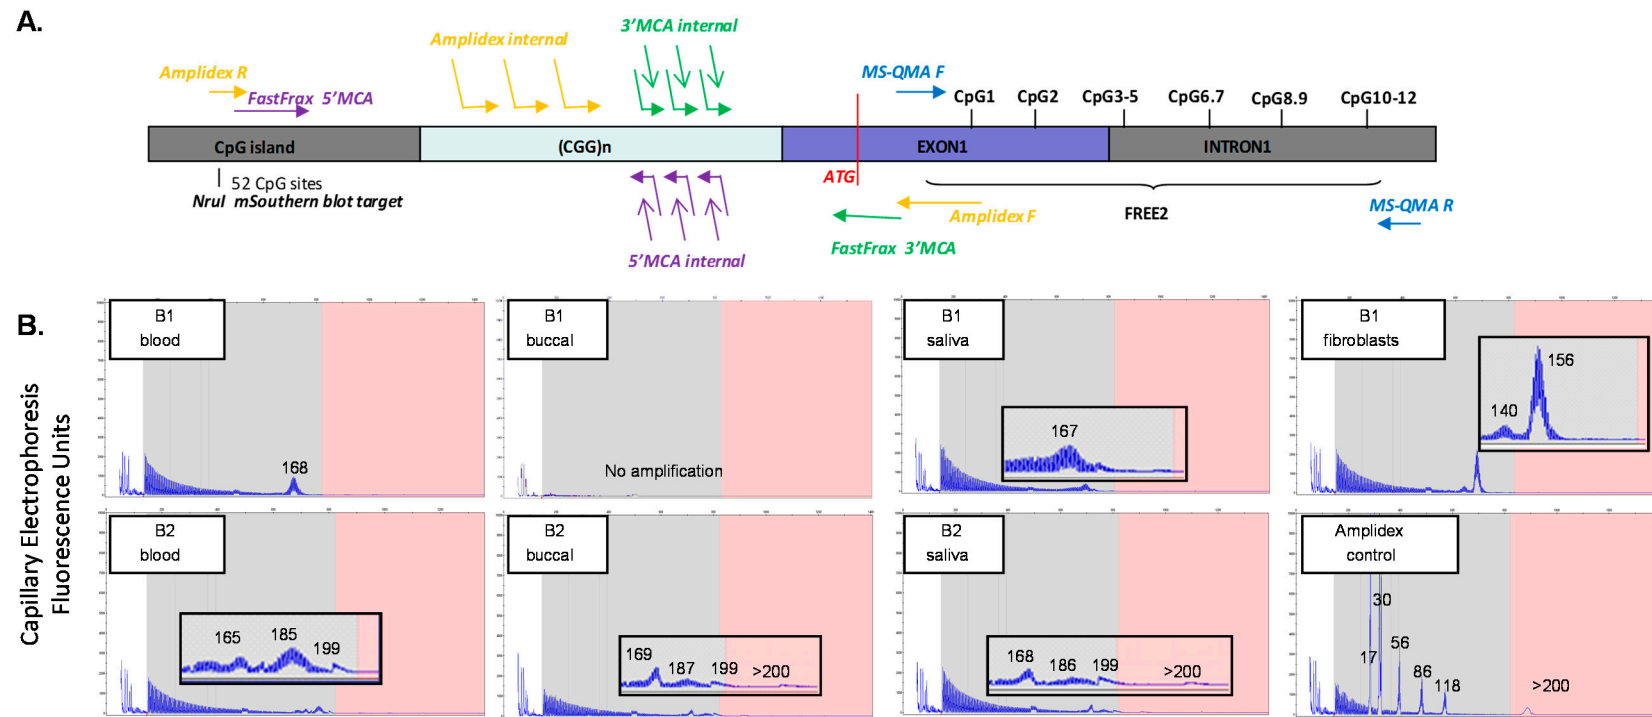 A.
3’MCA internal
Amplidex internal
Amplidex R
FastFrax 5’MCA
MS-QMA F
CpG1 CpG2 CpG3-5 CpG6.7 CpG8.9 CpG10-12
CpG island (CGG)n EXON1 INTRON1
ATG
52 CpG sites
NruI mSouthern blot target
5’MCA internal
Amplidex F
FastFrax 3’MCA
FREE2
MS-QMA R
B.
Capillary Electrophoresis
Fluorescence Units
B1
blood
168
B1
buccal
No amplification
B1
saliva
167
B1
fibroblasts
140
156
B2
blood
165 185 199
B2
buccal
169 187 199 >200
B2
saliva
168 186 199 >200
Amplidex
control
17 30 56 86 118 >200